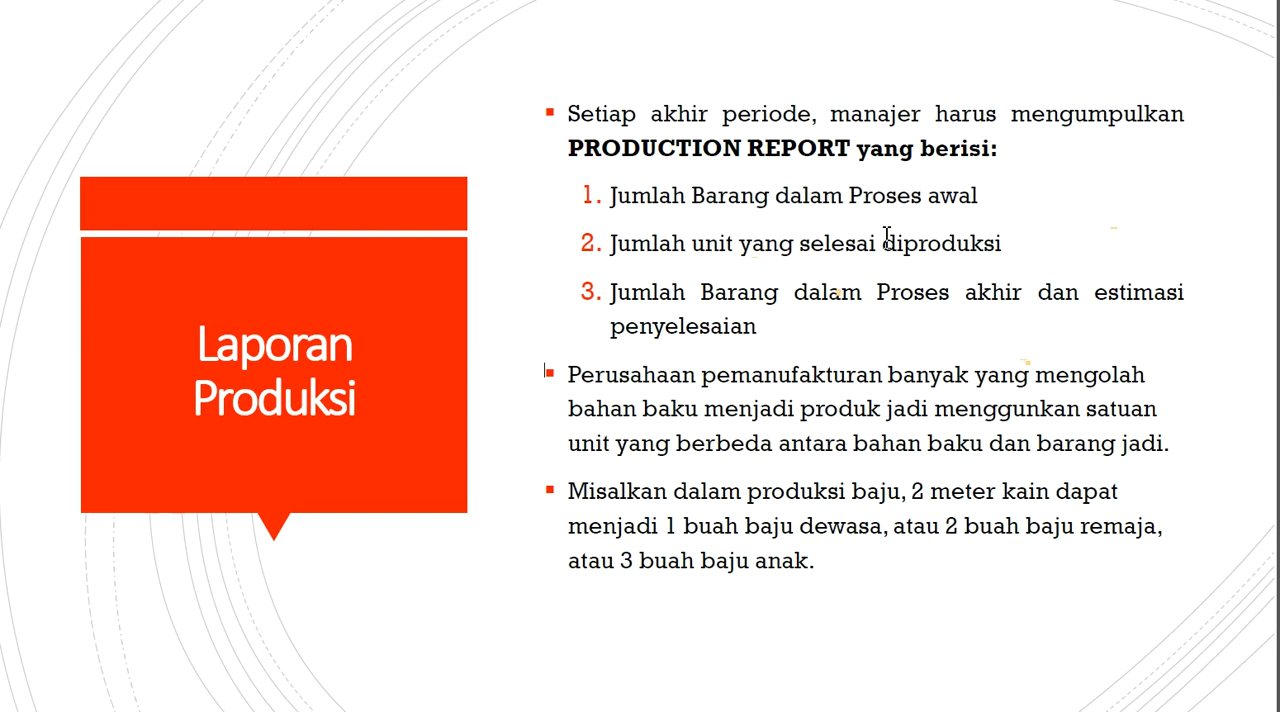 Laporan
Produksi
Setiap akhir periode, manajer harus mengumpulkan
PRODUCTION REPORT yang berisi:
1. Jumlah Barang dalam Proses awal
2. Jumlah unit yang selesai diproduksi
3. Jumlah Barang dalam Proses akhir dan estimasi
penyelesaian
Perusahaan pemanufakturan banyak yang mengolah
bahan baku menjadi produk jadi menggunkan satuan
unit yang berbeda antara bahan baku dan barang jadi.
Misalkan dalam produksi baju, 2 meter kain dapat
menjadi 1 buah baju dewasa, atau 2 buah baju remaja,
atau 3 buah baju anak.